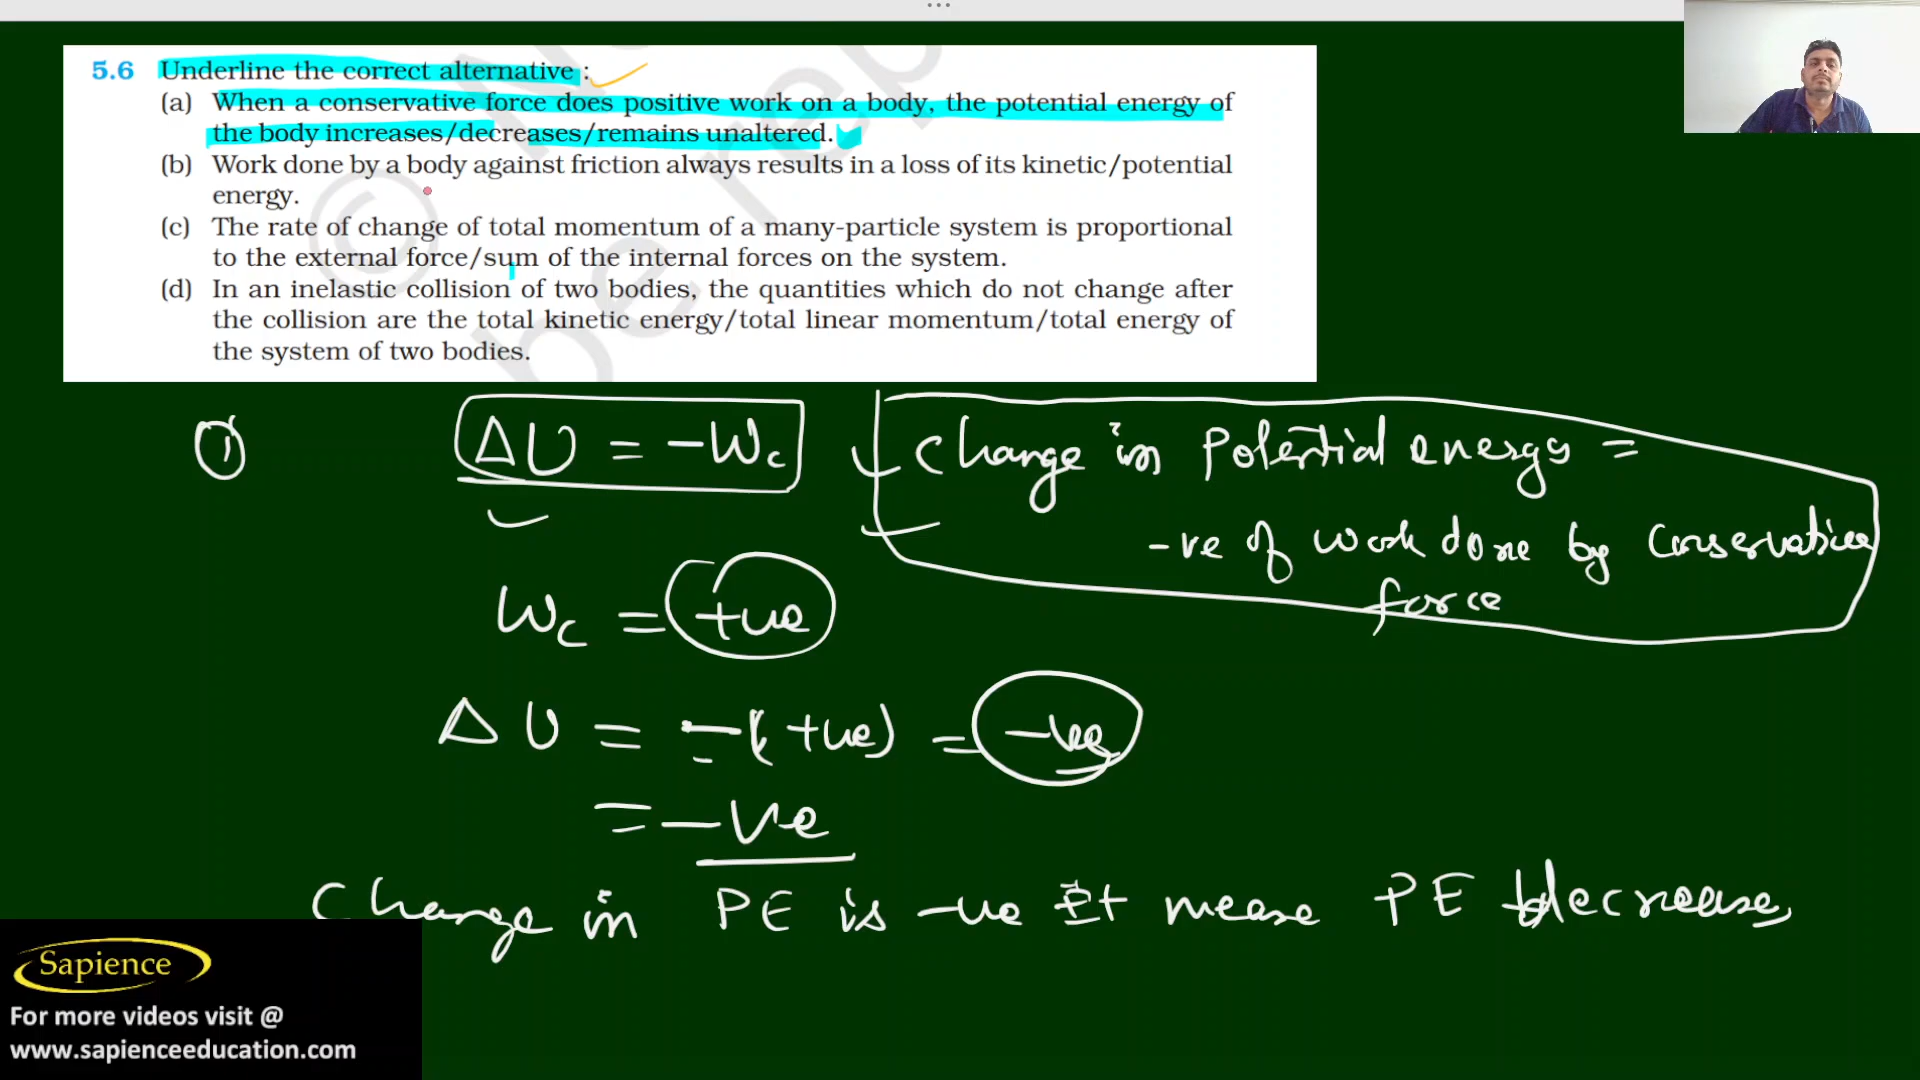 5.6 Underline the correct alternative :
(a) When a conservative force does positive work on a body, the potential energy of
the body increases/decreases/remains unaltered.
(b) Work done by a body against friction always results in a loss of its kinetic/potential
energy.
(c) The rate of change of total momentum of a many-particle system is proportional
to the external force/sum of the internal forces on the system.
(d) In an inelastic collision of two bodies, the quantities which do not change after
the collision are the total kinetic energy/total linear momentum/total energy of
the system of two bodies.
① ΔU = -Wc
Change in Potential energy =
-ve of work done by Conservative
force
Wc = +ve
ΔU = -(+ve) = -ve
= -ve
Change in PE is -ve It means PE decrease
Sapience
For more videos visit @
www.sapienceeducation.com